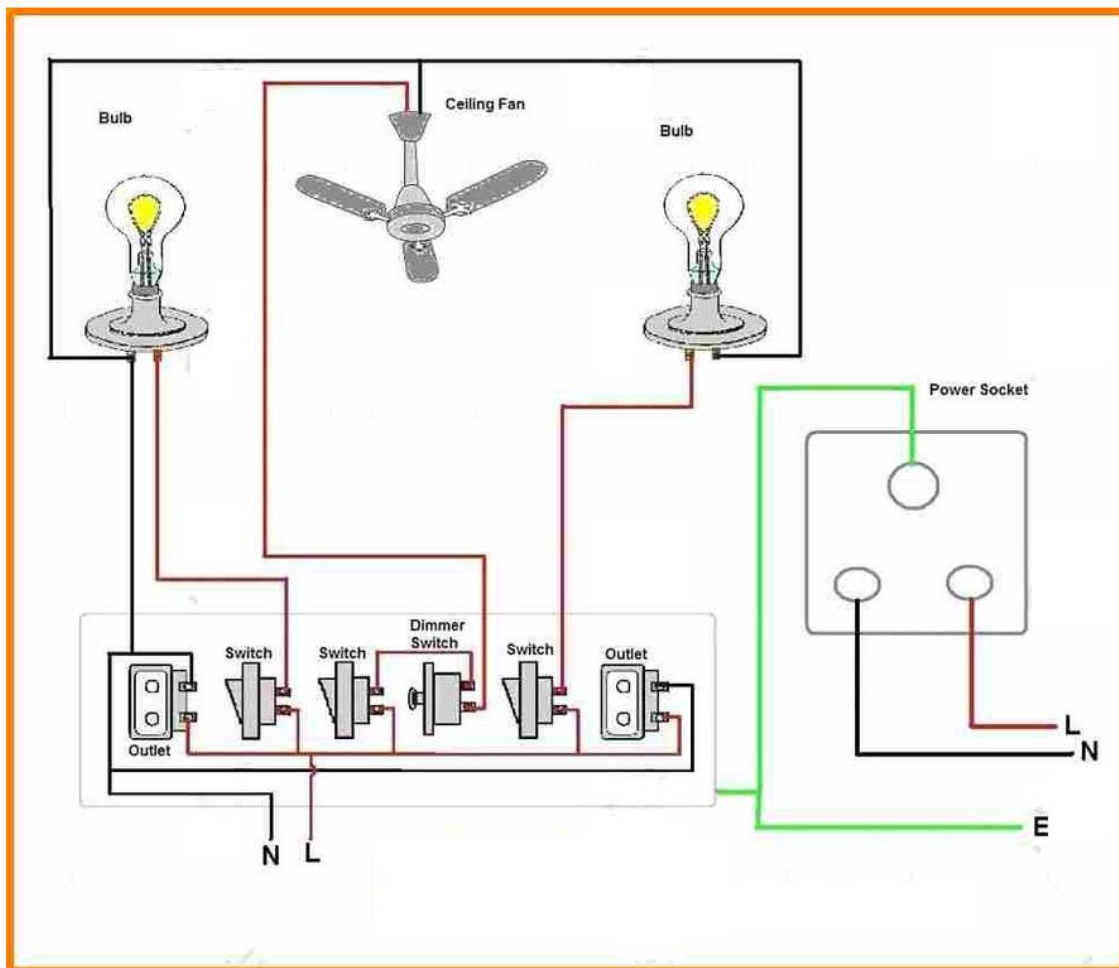 Ceiling Fan
Bulb
Bulb
Power Socket
Dimmer
Switch
Switch
Switch
Switch
Outlet
Outlet
L
N
E
N
L